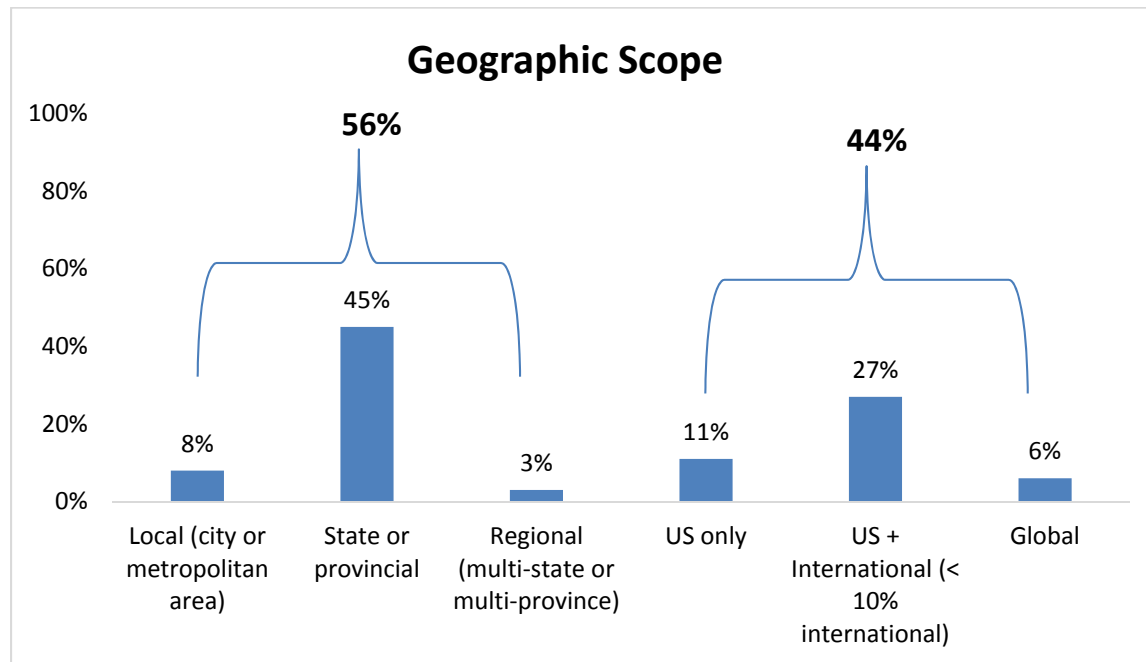 Geographic Scope
100%
80%
60%
40%
20%
0%
56%
44%
8%
45%
3%
11%
27%
6%
Local (city or
metropolitan
area)
State or
provincial
Regional
(multi-state or
multi-province)
US only
US +
International (<
10%
international)
Global